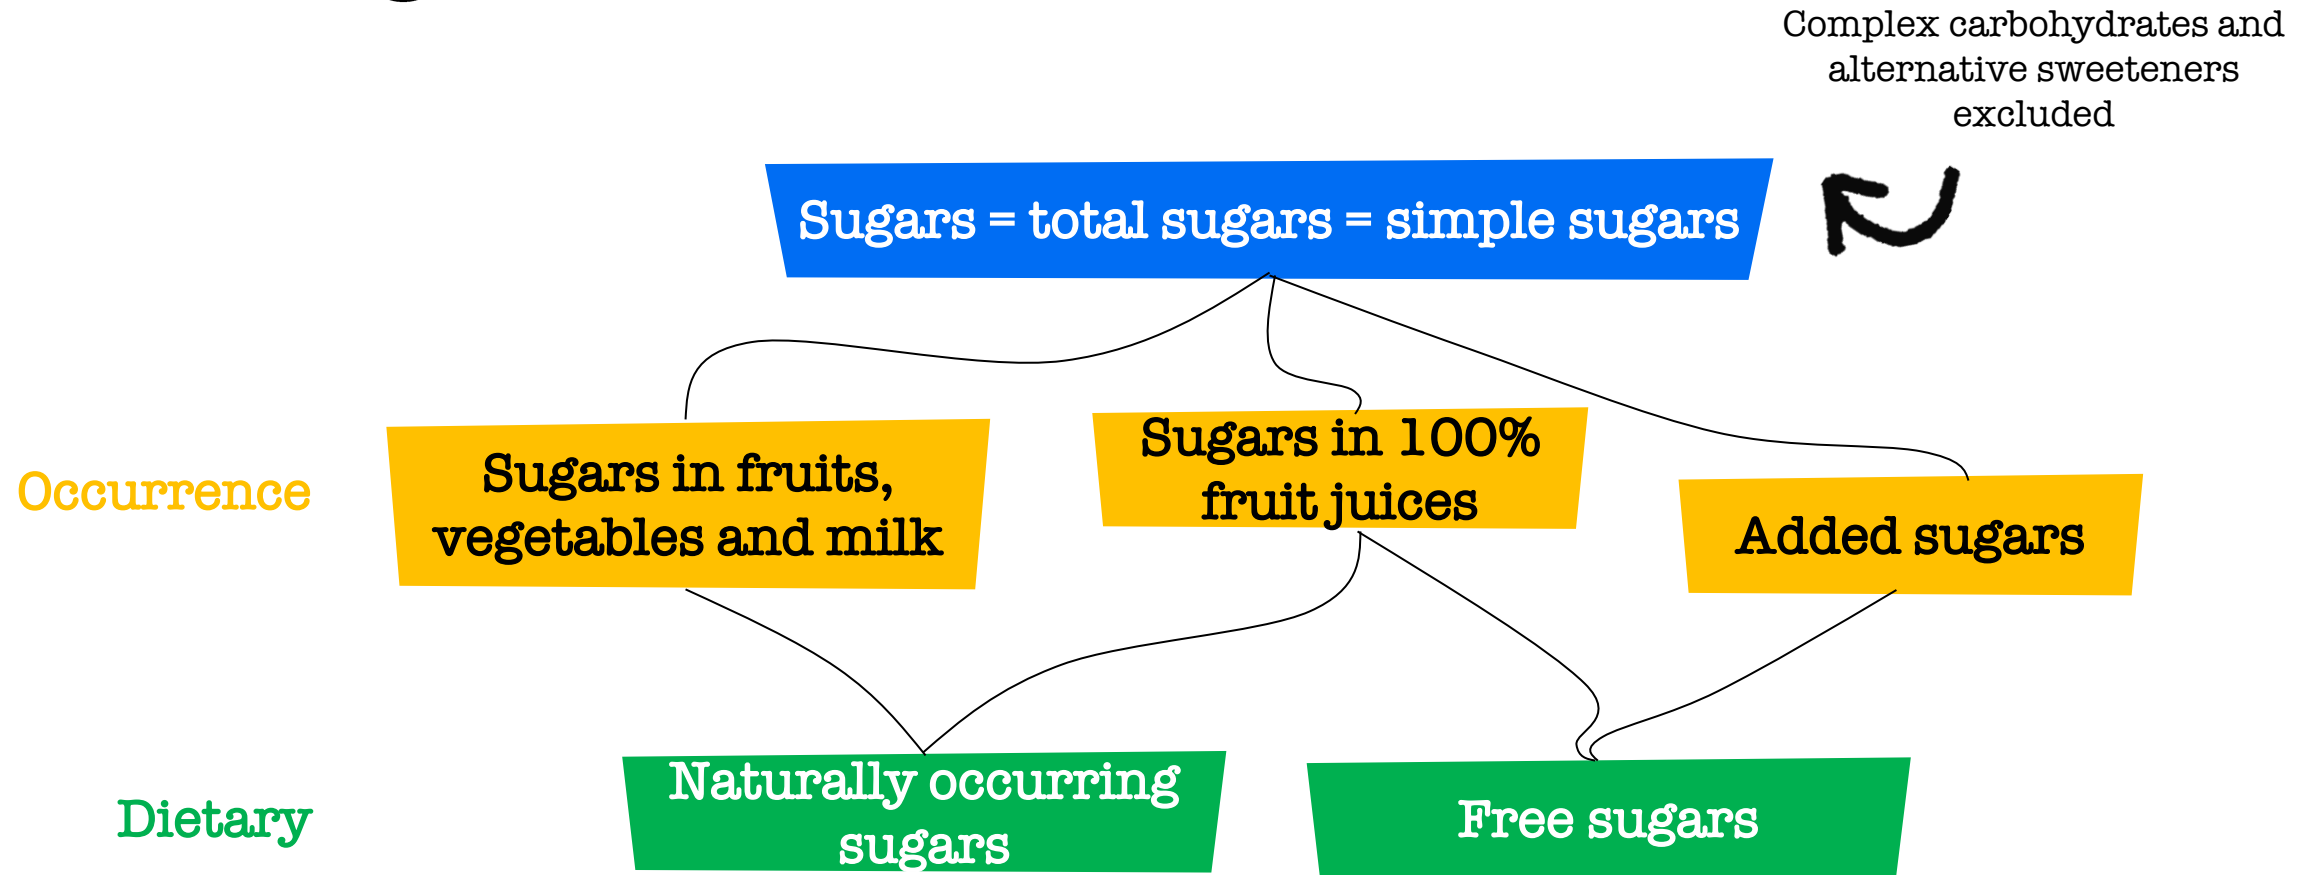 Complex carbohydrates and
alternative sweeteners
excluded
Sugars = total sugars = simple sugars
Occurrence
Sugars in fruits,
vegetables and milk
Sugars in 100%
fruit juices
Added sugars
Dietary
Naturally occurring
sugars
Free sugars